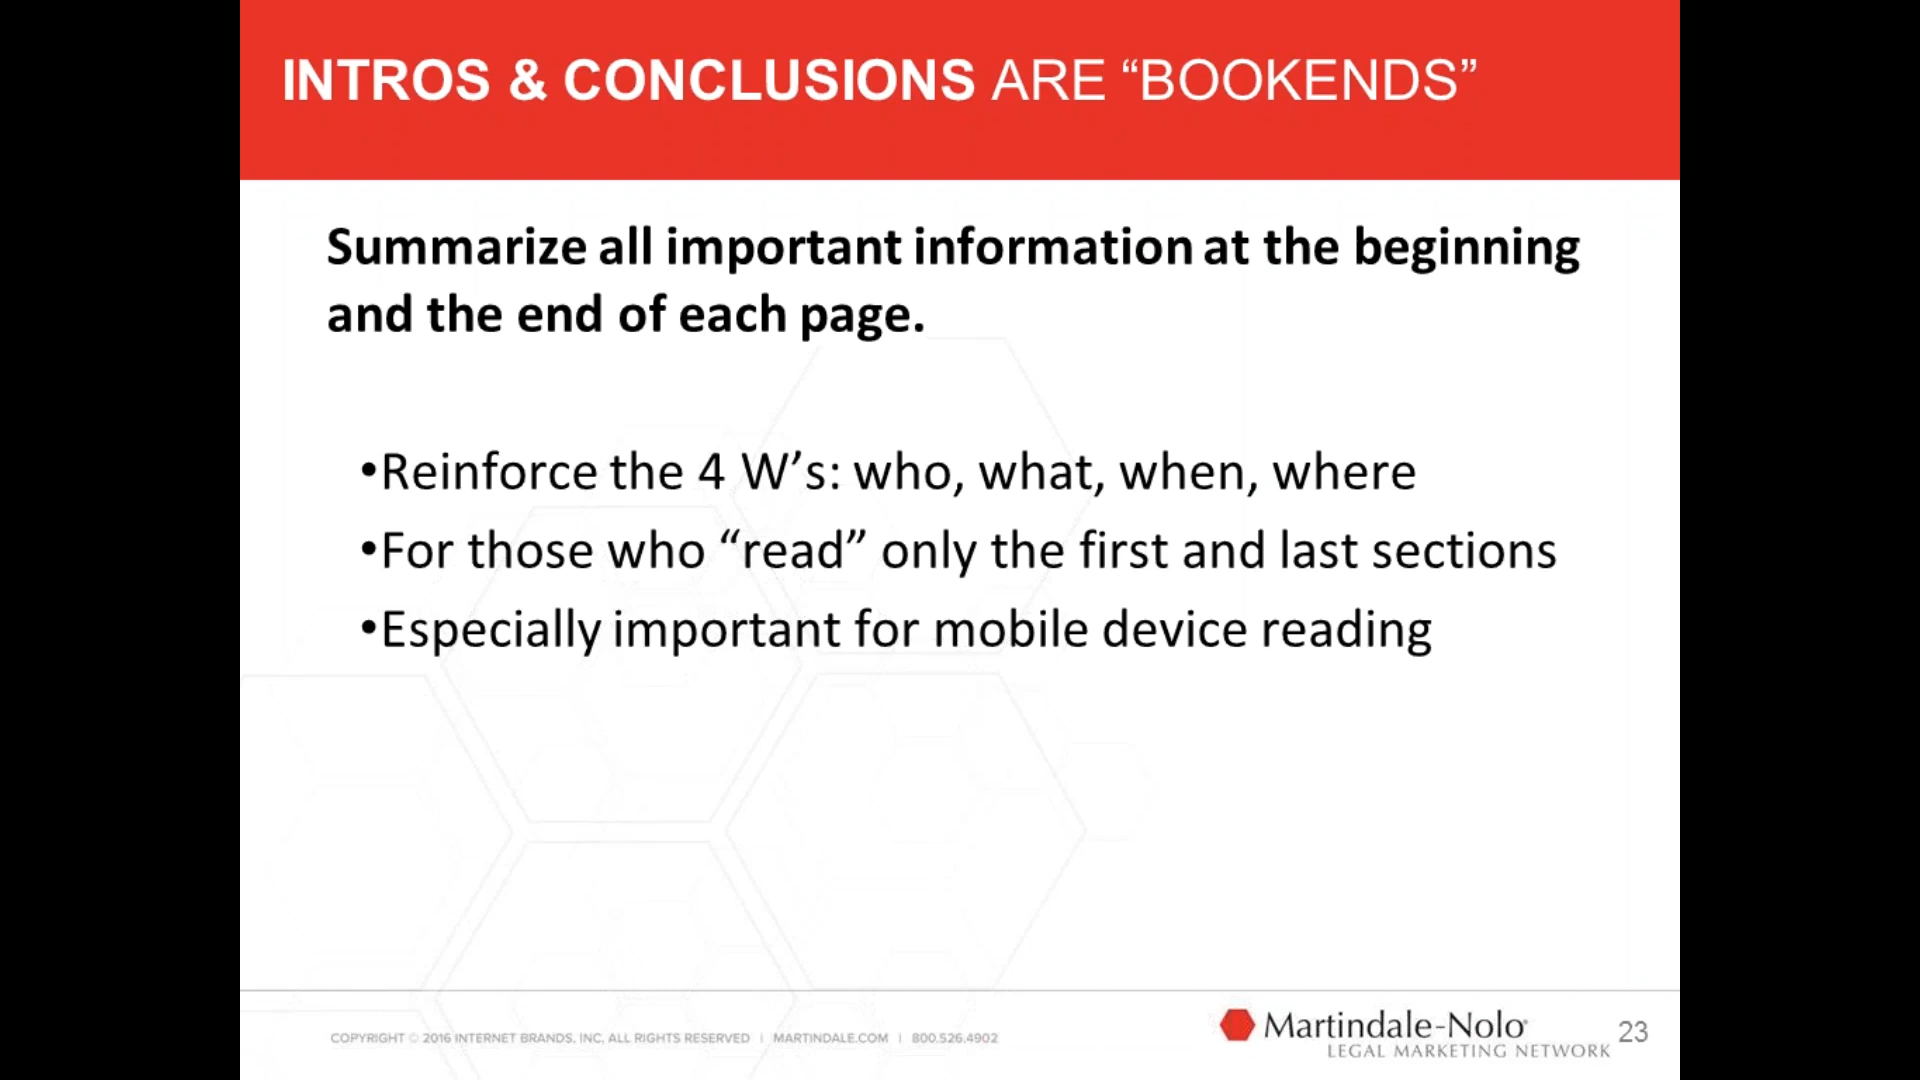 INTROS & CONCLUSIONS ARE “BOOKENDS”
Summarize all important information at the beginning
and the end of each page.
•Reinforce the 4 W’s: who, what, when, where
•For those who “read” only the first and last sections
•Especially important for mobile device reading
COPYRIGHT © 2016 INTERNET BRANDS, INC. ALL RIGHTS RESERVED | MARTINDALE.COM | 800.526.4902
Martindale-Nolo®
LEGAL MARKETING NETWORK
23